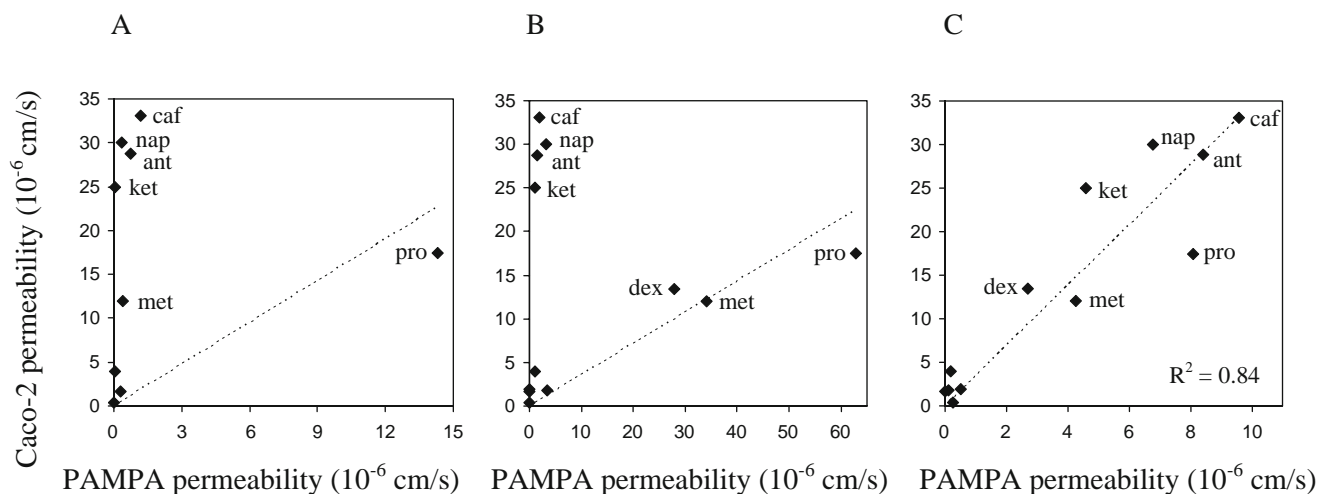 A
B
C
Caco-2 permeability (10⁻⁶ cm/s)
35
30
25
20
15
10
5
0
caf
nap
ant
ket
pro
met
0 3 6 9 12 15
PAMPA permeability (10⁻⁶ cm/s)
35
30
25
20
15
10
5
0
caf
nap
ant
ket
pro
dex
met
0 10 20 30 40 50 60
PAMPA permeability (10⁻⁶ cm/s)
35
30
25
20
15
10
5
0
caf
nap
ant
ket
pro
dex
met
R² = 0.84
0 2 4 6 8 10
PAMPA permeability (10⁻⁶ cm/s)